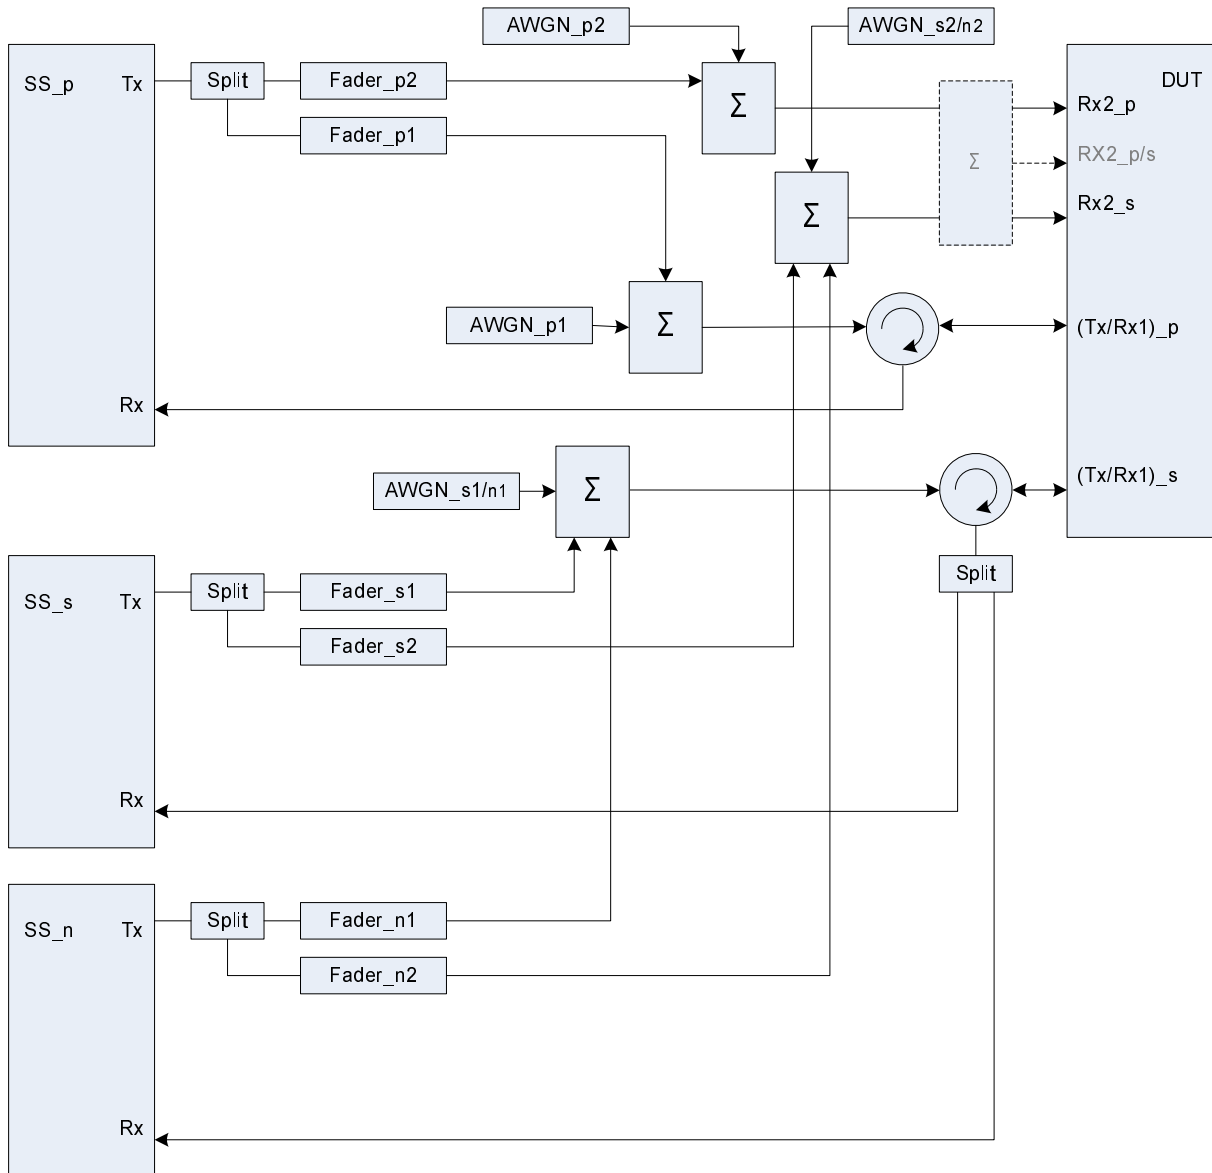 AWGN_p2
AWGN_s2/n2
SS_p
Tx
Split
Fader_p2
Σ
DUT
Rx2_p
Fader_p1
Σ
RX2_p/s
Σ
Rx2_s
AWGN_p1
Σ
(Tx/Rx1)_p
Rx
AWGN_s1/n1
Σ
(Tx/Rx1)_s
SS_s
Tx
Split
Fader_s1
Split
Fader_s2
Rx
SS_n
Tx
Split
Fader_n1
Fader_n2
Rx